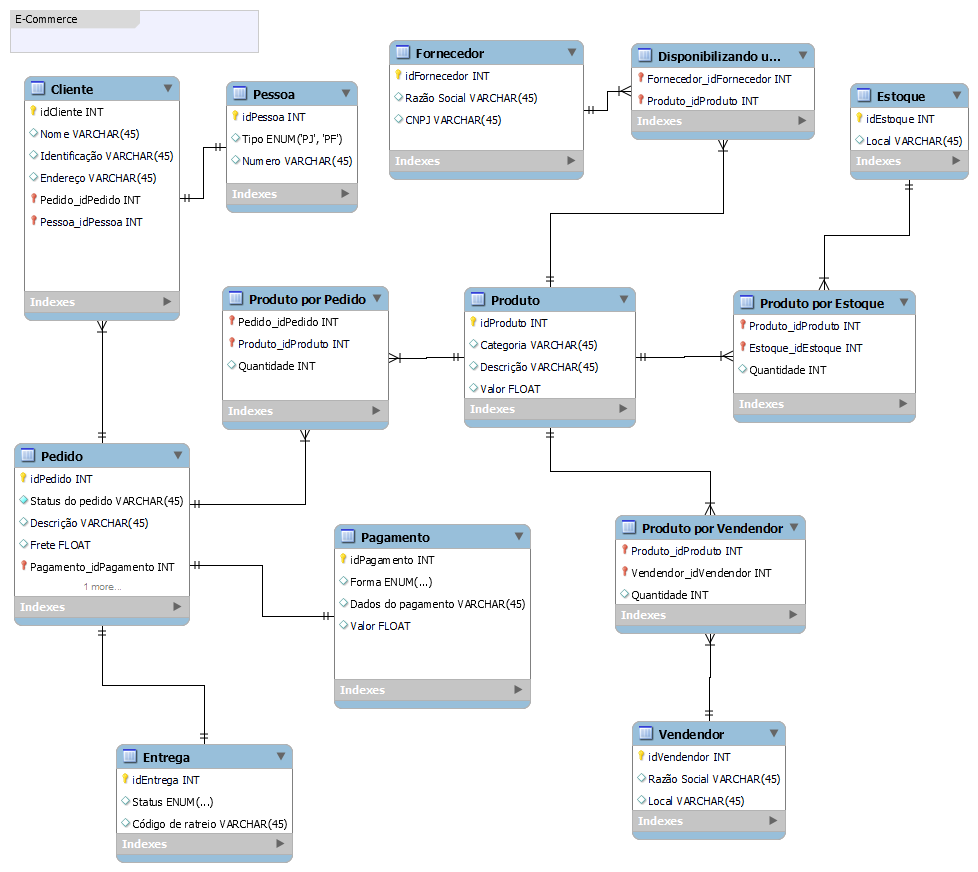 E-Commerce
Cliente
idCliente INT
Nome VARCHAR(45)
Identificação VARCHAR(45)
Endereço VARCHAR(45)
Pedido_idPedido INT
Pessoa_idPessoa INT
Indexes
Pessoa
idPessoa INT
Tipo ENUM('PJ', 'PF')
Numero VARCHAR(45)
Indexes
Fornecedor
idFornecedor INT
Razão Social VARCHAR(45)
CNPJ VARCHAR(45)
Indexes
Disponibilizando u...
Fornecedor_idFornecedor INT
Produto_idProduto INT
Indexes
Estoque
idEstoque INT
Local VARCHAR(45)
Indexes
Produto por Pedido
Pedido_idPedido INT
Produto_idProduto INT
Quantidade INT
Indexes
Produto
idProduto INT
Categoria VARCHAR(45)
Descrição VARCHAR(45)
Valor FLOAT
Indexes
Produto por Estoque
Produto_idProduto INT
Estoque_idEstoque INT
Quantidade INT
Indexes
Pedido
idPedido INT
Status do pedido VARCHAR(45)
Descrição VARCHAR(45)
Frete FLOAT
Pagamento_idPagamento INT
1 more...
Indexes
Pagamento
idPagamento INT
Forma ENUM(...)
Dados do pagamento VARCHAR(45)
Valor FLOAT
Indexes
Produto por Vendendor
Produto_idProduto INT
Vendendor_idVendendor INT
Quantidade INT
Indexes
Entrega
idEntrega INT
Status ENUM(...)
Código de ratreio VARCHAR(45)
Indexes
Vendendor
idVendendor INT
Razão Social VARCHAR(45)
Local VARCHAR(45)
Indexes